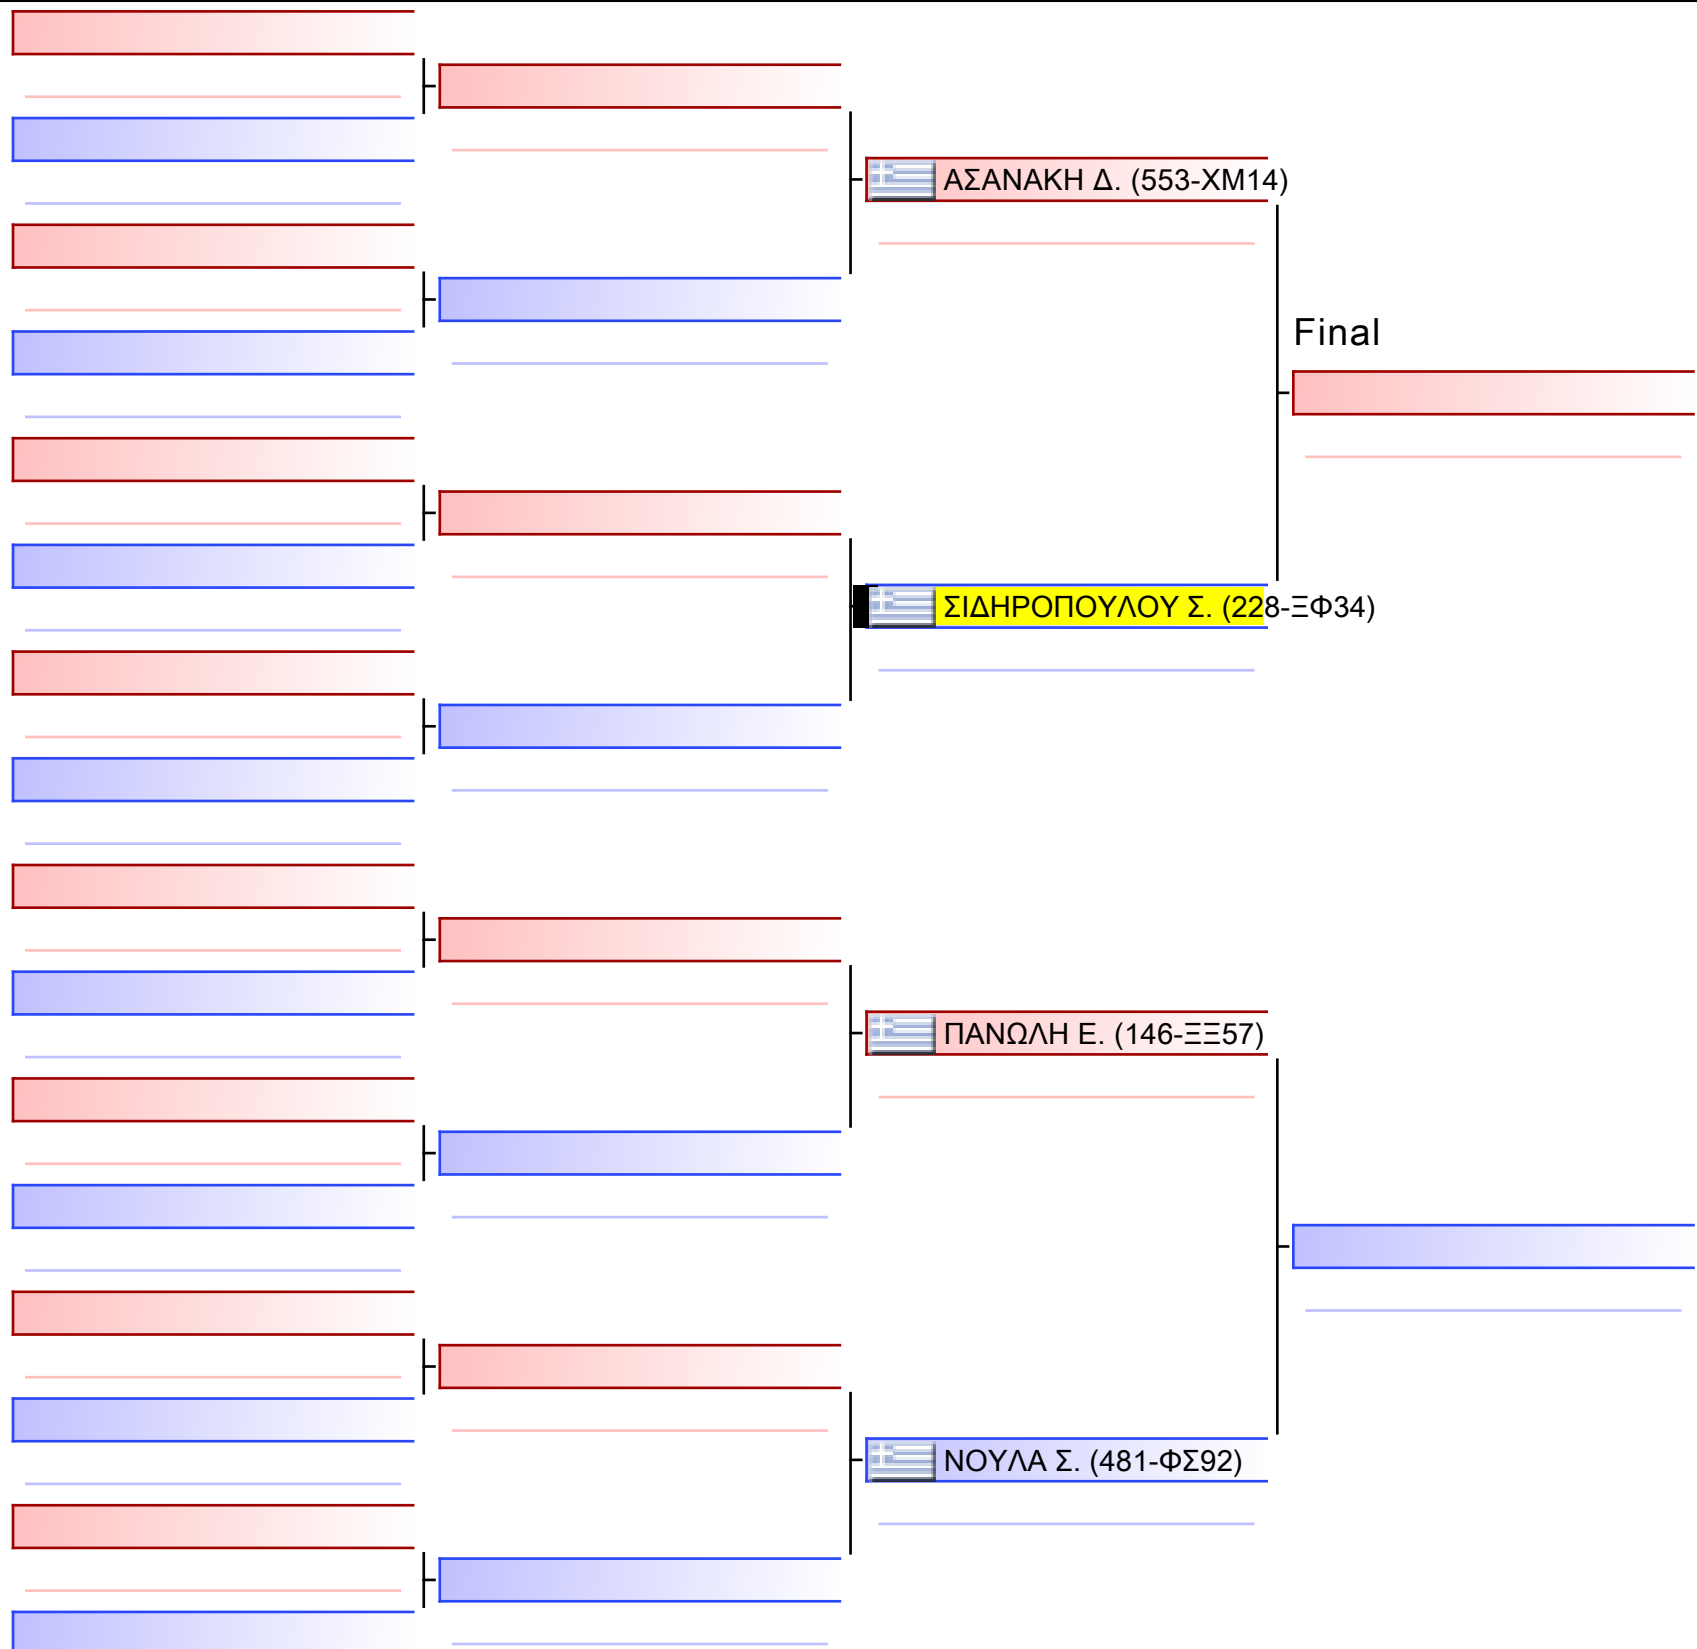 ΑΣΑΝΑΚΗ Δ. (553-ΧΜ14)
Final
ΣΙΔΗΡΟΠΟΥΛΟΥ Σ. (228-ΞΦ34)
ΠΑΝΩΛΗ Ε. (146-ΞΞ57)
ΝΟΥΛΑ Σ. (481-ΦΣ92)